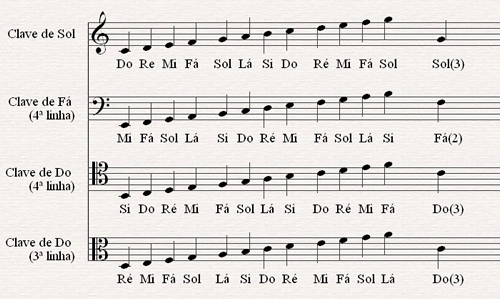 Clave de Sol
Do Re Mi Fá Sol Lá Si Do Ré Mi Fá Sol Sol(3)
Clave de Fá
(4ª linha)
Mi Fá Sol Lá Si Do Ré Mi Fá Sol Lá Si Fá(2)
Clave de Do
(4ª linha)
Si Do Ré Mi Fá Sol Lá Si Do Ré Mi Fá Do(3)
Clave de Do
(3ª linha)
Ré Mi Fá Sol Lá Si Do Ré Mi Fá Sol Lá Do(3)